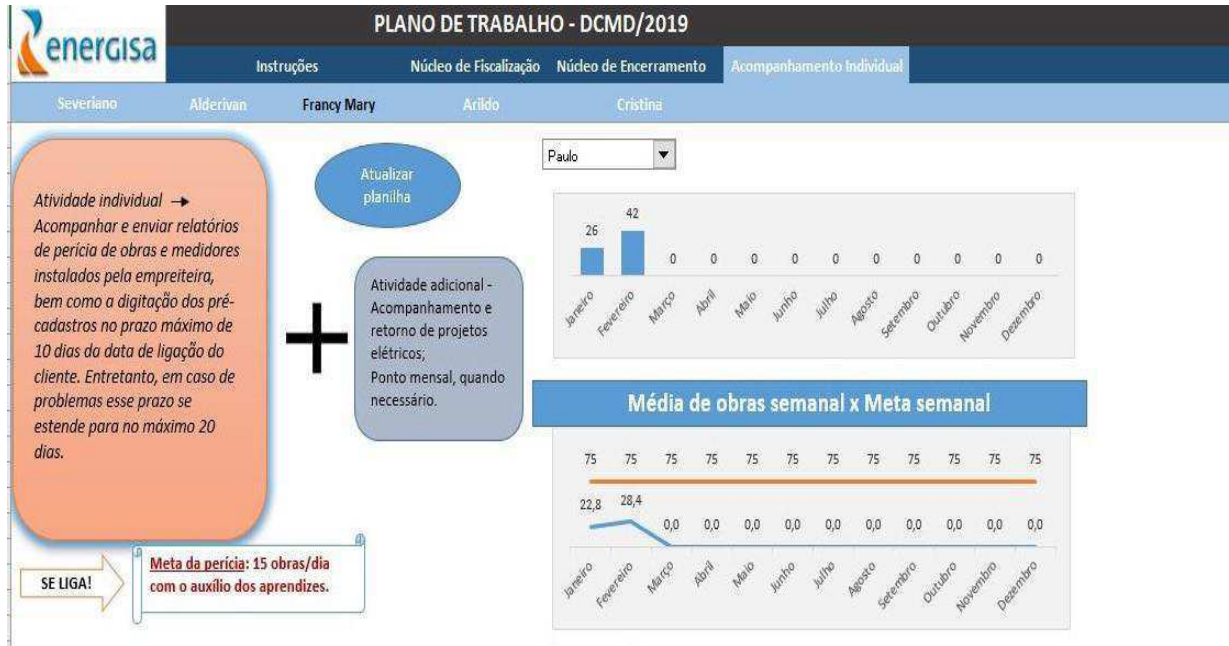 energisa
PLANO DE TRABALHO - DCMD/2019
Instruções Núcleo de Fiscalização Núcleo de Encerramento Acompanhamento Individual
Severiano Alderivan Francy Mary Arildo Cristina
Atividade individual →
Acompanhar e enviar relatórios
de perícia de obras e medidores
instalados pela empreiteira,
bem como a digitação dos pré-
cadastros no prazo máximo de
10 dias da data de ligação do
cliente. Entretanto, em caso de
problemas esse prazo se
estende para no máximo 20
dias.
SE LIGA!
Meta da perícia: 15 obras/dia
com o auxílio dos aprendizes.
Atualizar
planilha
+
Atividade adicional -
Acompanhamento e
retorno de projetos
elétricos;
Ponto mensal, quando
necessário.
Paulo
26 42 0 0 0 0 0 0 0 0 0 0
Janeiro Fevereiro Março Abril Maio Junho Julho Agosto Setembro Outubro Novembro Dezembro
Média de obras semanal x Meta semanal
75 75 75 75 75 75 75 75 75 75 75 75
22,8 28,4 0,0 0,0 0,0 0,0 0,0 0,0 0,0 0,0 0,0 0,0
Janeiro Fevereiro Março Abril Maio Junho Julho Agosto Setembro Outubro Novembro Dezembro